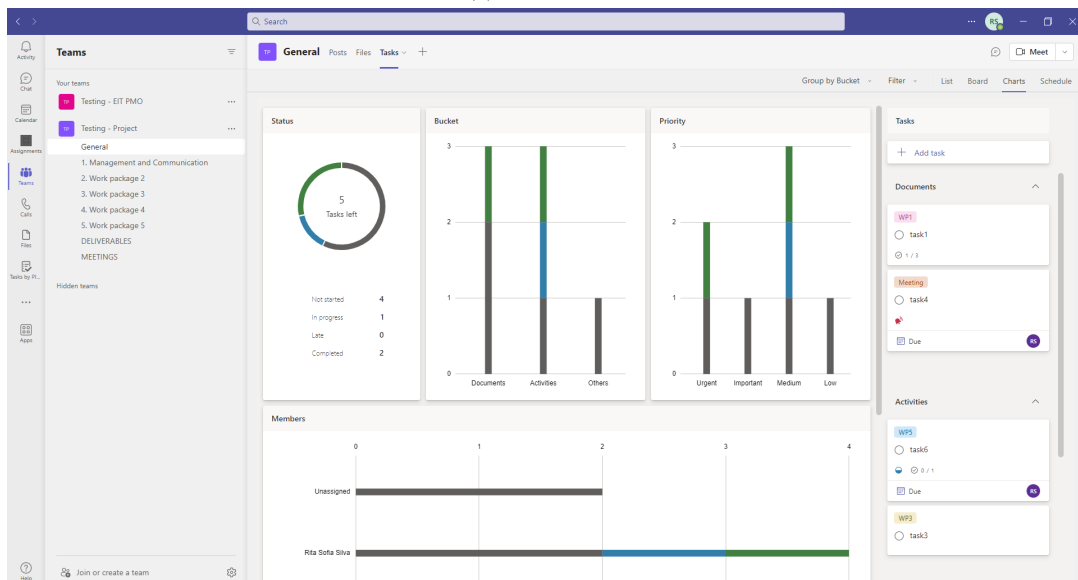 Search
RS
Activity
Chat
Calendar
Assignments
Teams
Calls
Files
Tasks by Pl...
Apps
Help
Teams
Your teams
TP Testing - EIT PMO
TP Testing - Project
General
1. Management and Communication
2. Work package 2
3. Work package 3
4. Work package 4
5. Work package 5
DELIVERABLES
MEETINGS
Hidden teams
Join or create a team
TP General Posts Files Tasks
Meet
Group by Bucket Filter List Board Charts Schedule
Status
5
Tasks left
Not started 4
In progress 1
Late 0
Completed 2
Bucket
3
2
1
0
Documents Activities Others
Priority
3
2
1
0
Urgent Important Medium Low
Members
0 1 2 3 4
Unassigned
Rita Sofia Silva
Tasks
Add task
Documents
WP1
task1
1 / 3
Meeting
task4
Due RS
Activities
WP5
task6
0 / 1
Due RS
WP3
task3